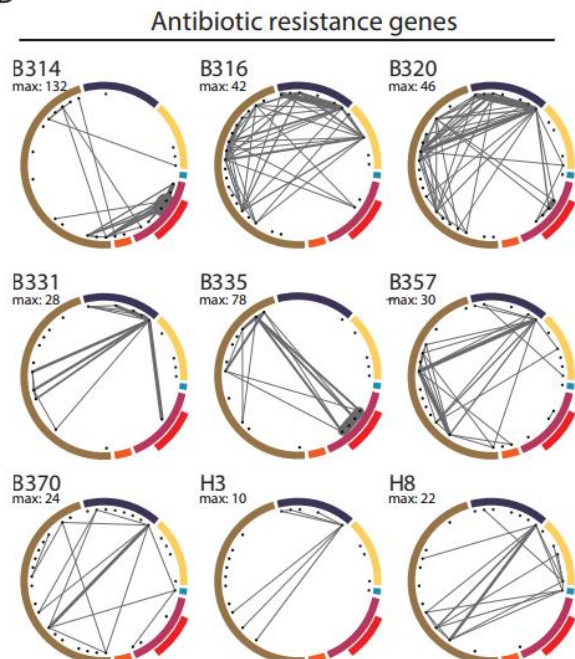 Antibiotic resistance genes
B314
max: 132
B316
max: 42
B320
max: 46
B331
max: 28
B335
max: 78
B357
max: 30
B370
max: 24
H3
max: 10
H8
max: 22